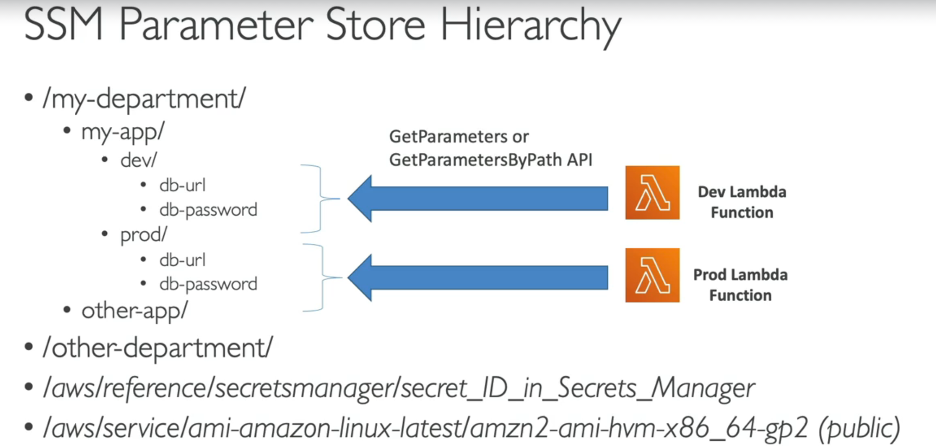 SSM Parameter Store Hierarchy
• /my-department/
• my-app/
• dev/
• db-url
• db-password
• prod/
• db-url
• db-password
• other-app/
GetParameters or
GetParametersByPath API
Dev Lambda
Function
Prod Lambda
Function
• /other-department/
• /aws/reference/secretsmanager/secret_ID_in_Secrets_Manager
• /aws/service/ami-amazon-linux-latest/amzn2-ami-hvm-x86_64-gp2 (public)